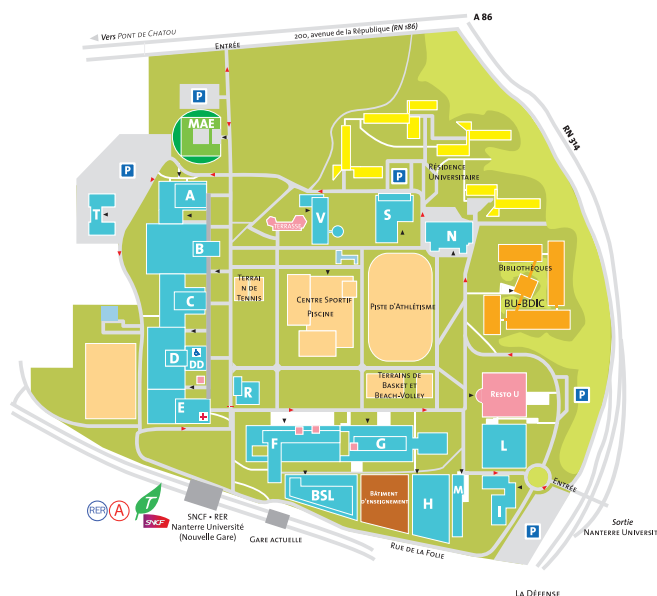 A 86
Vers PONT DE CHATOU
200, avenue de la République (RN 186)
ENTRÉE
P
MAE
RN 314
P
P
RÉSIDENCE
UNIVERSITAIRE
A
T
V
S
TERRASSE
N
B
BIBLIOTHÈQUES
BU-BDIC
TERRAI
N DE
TENNIS
CENTRE SPORTIF
PISCINE
PISTE D'ATHLÉTISME
C
D
DD
TERRAINS DE
BASKET ET
BEACH-VOLLEY
R
RESTO U
P
E
F
G
L
BSL
BÂTIMENT
D'ENSEIGNEMENT
H
M
I
ENTRÉE
RER
A
T
SNCF
SNCF • RER
Nanterre Université
(Nouvelle Gare)
GARE ACTUELLE
P
Sortie
NANTERRE UNIVERSIT
RUE DE LA FOLIE
LA DÉFENSE